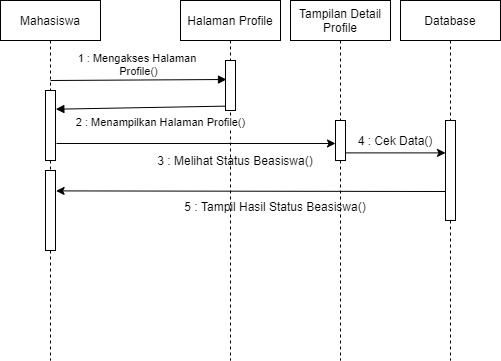 Mahasiswa
Halaman Profile
Tampilan Detail
Profile
Database
1 : Mengakses Halaman
Profile()
2 : Menampilkan Halaman Profile()
3 : Melihat Status Beasiswa()
4 : Cek Data()
5 : Tampil Hasil Status Beasiswa()